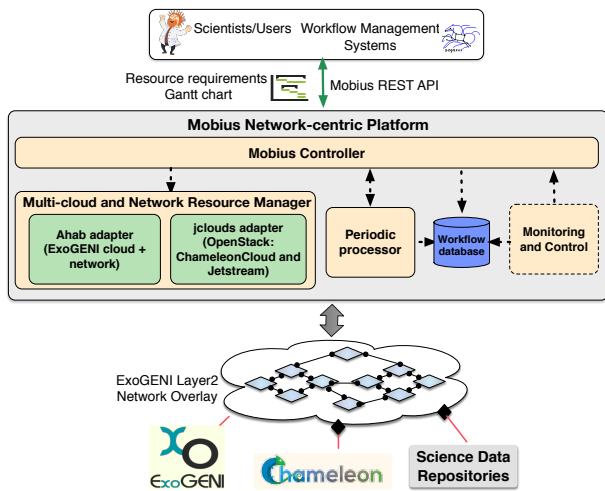 Scientists/Users
Workflow Management
Systems
pegasus
Resource requirements
Gantt chart
Mobius REST API
Mobius Network-centric Platform
Mobius Controller
Multi-cloud and Network Resource Manager
Ahab adapter
(ExoGENI cloud +
network)
jclouds adapter
(OpenStack:
ChameleonCloud and
Jetstream)
Periodic
processor
Workflow
database
Monitoring
and Control
ExoGENI Layer2
Network Overlay
ExoGENI
Chameleon
Science Data
Repositories